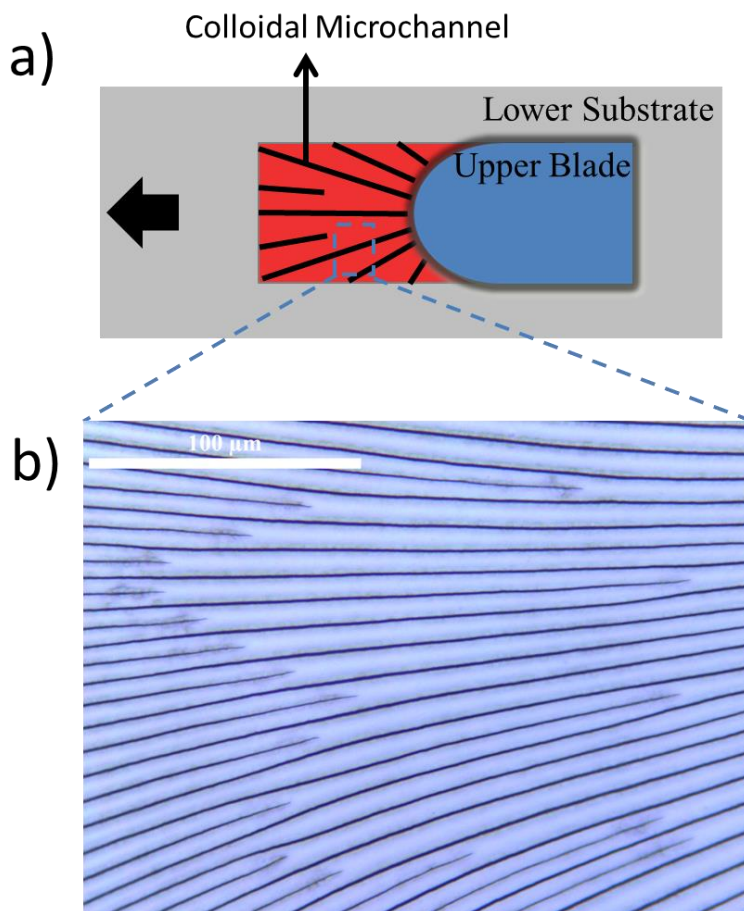 Colloidal Microchannel
a)
Lower Substrate
Upper Blade
b)
100 µm